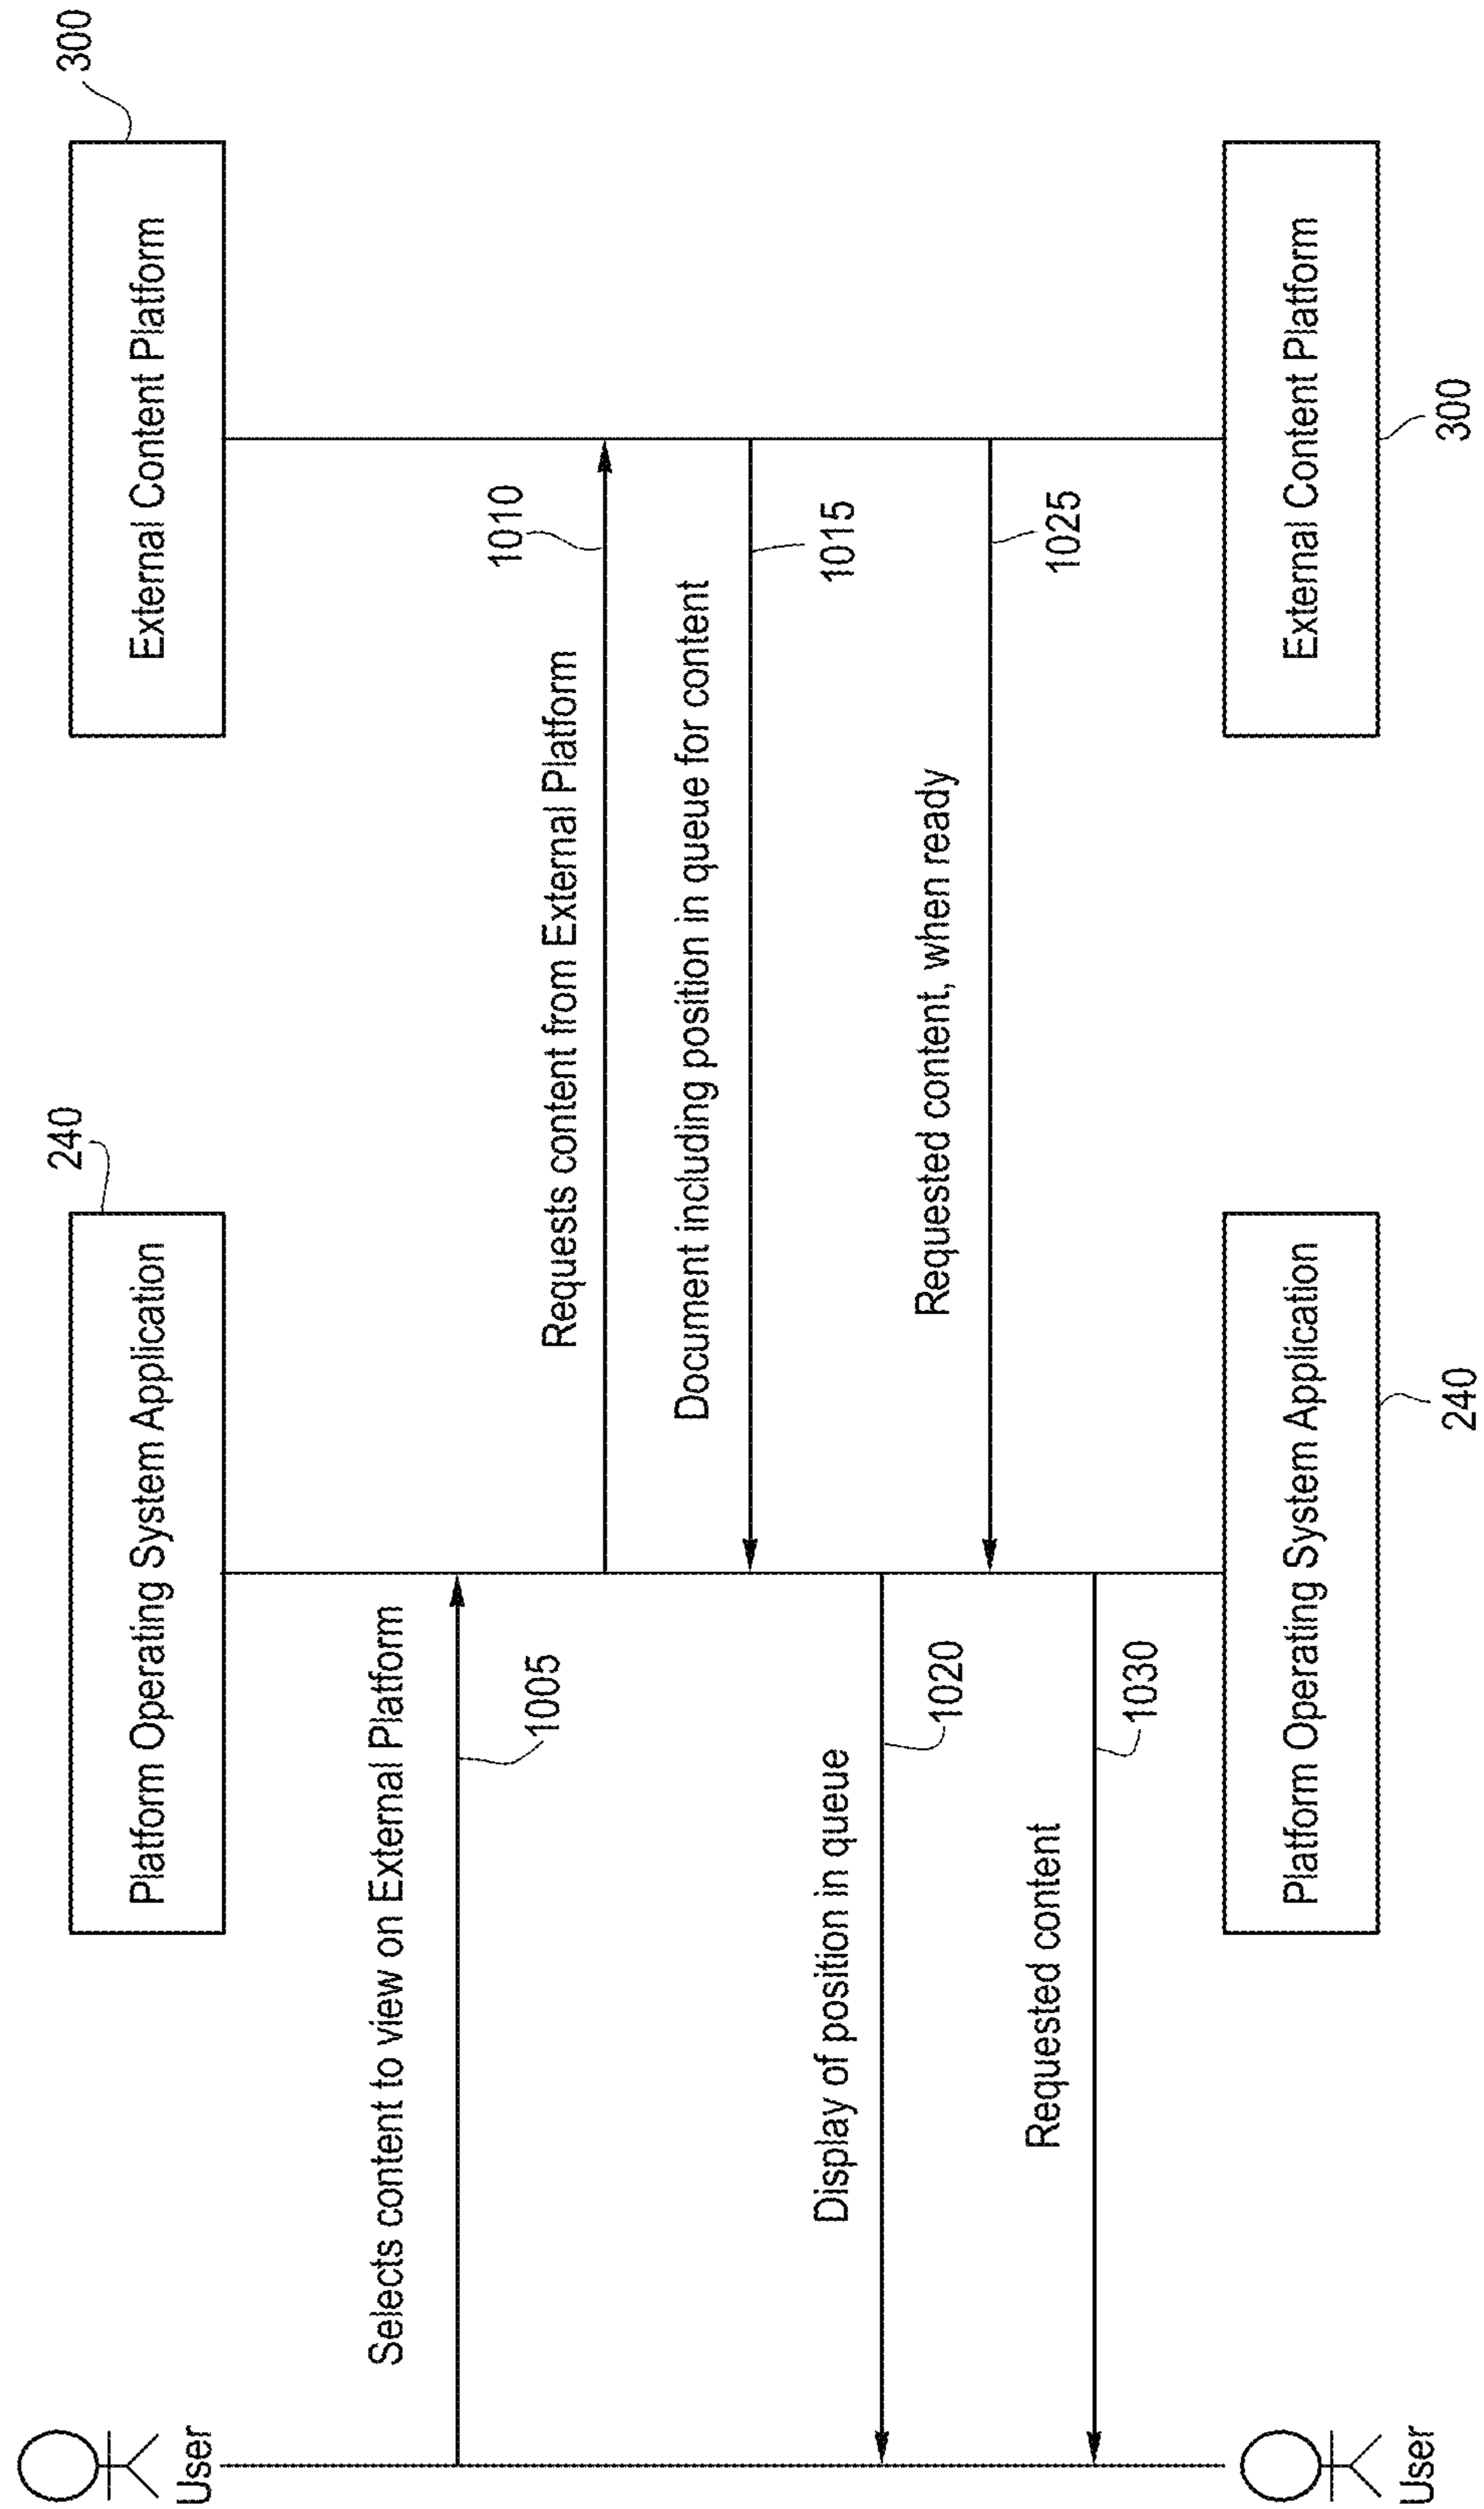 User
Platform Operating System Application
240
External Content Platform
300
Selects content to view on External Platform
1005
1010
Requests content from External Platform
Document including position in queue for content
1015
Display of position in queue
1020
Requested content, when ready
1025
Requested content
1030
User
Platform Operating System Application
240
External Content Platform
300